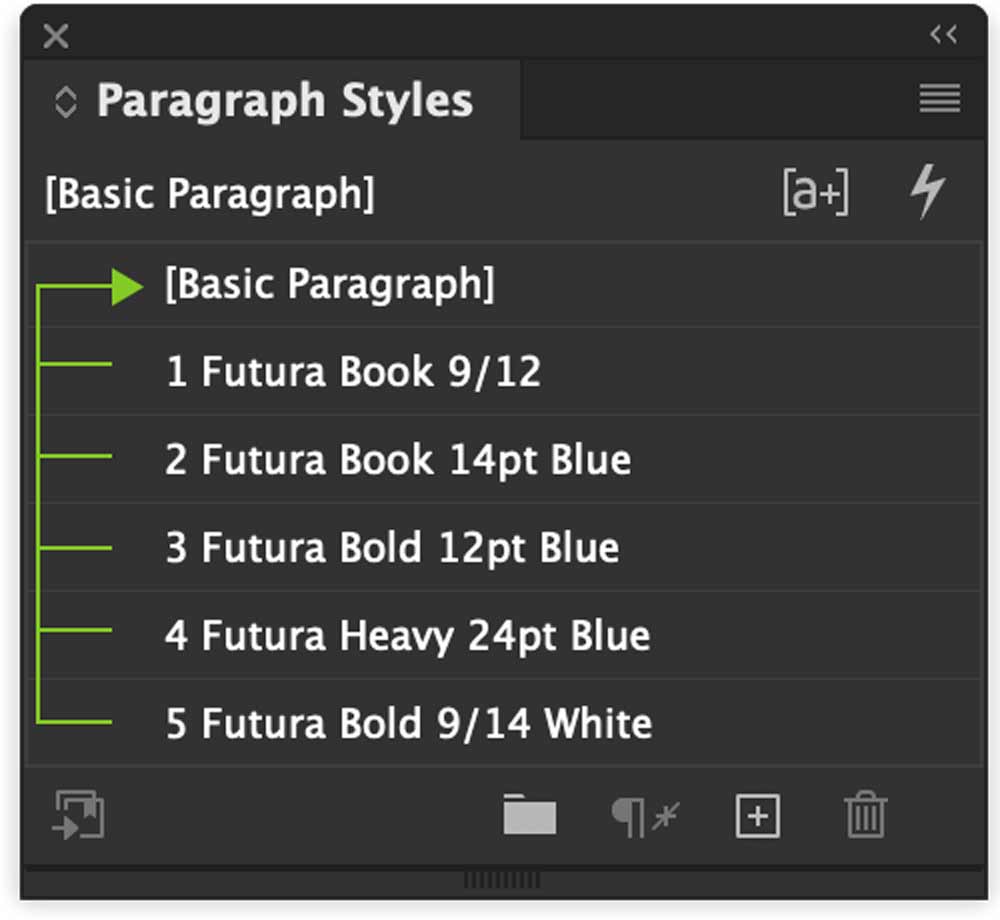 Paragraph Styles
[Basic Paragraph]
[a+]
[Basic Paragraph]
1 Futura Book 9/12
2 Futura Book 14pt Blue
3 Futura Bold 12pt Blue
4 Futura Heavy 24pt Blue
5 Futura Bold 9/14 White